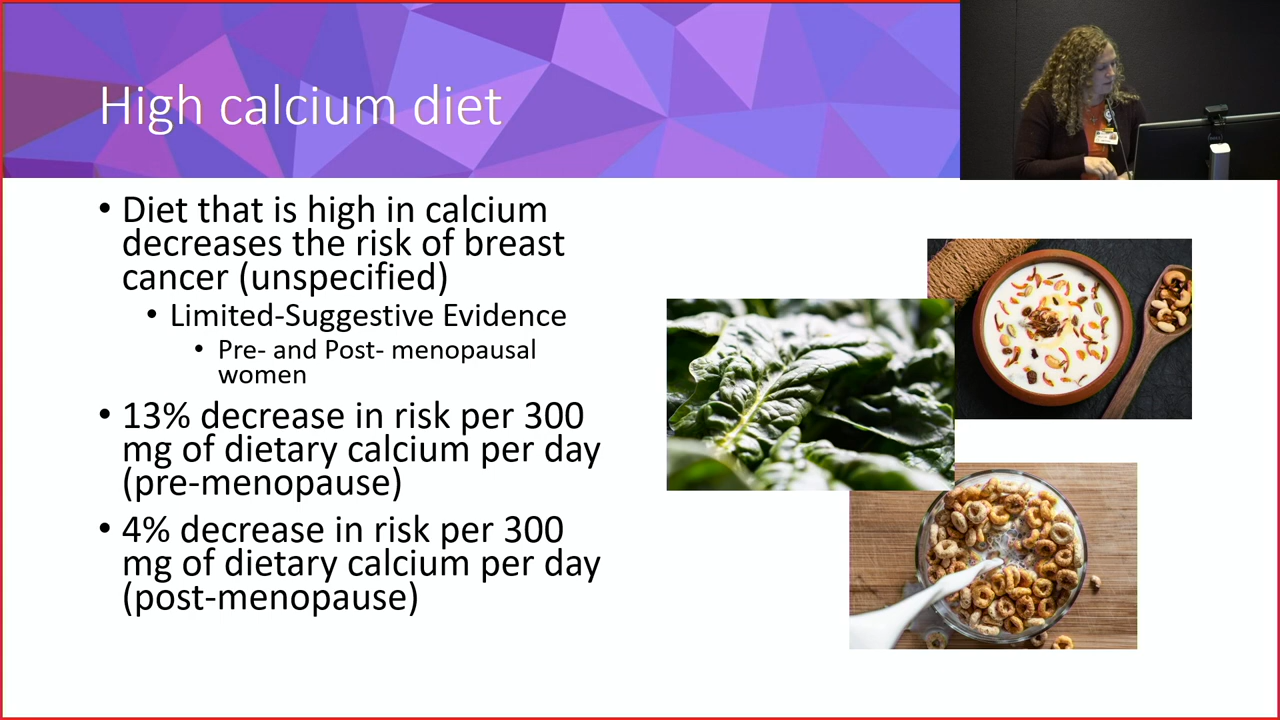 High calcium diet
• Diet that is high in calcium
decreases the risk of breast
cancer (unspecified)
• Limited-Suggestive Evidence
• Pre- and Post- menopausal
women
• 13% decrease in risk per 300
mg of dietary calcium per day
(pre-menopause)
• 4% decrease in risk per 300
mg of dietary calcium per day
(post-menopause)